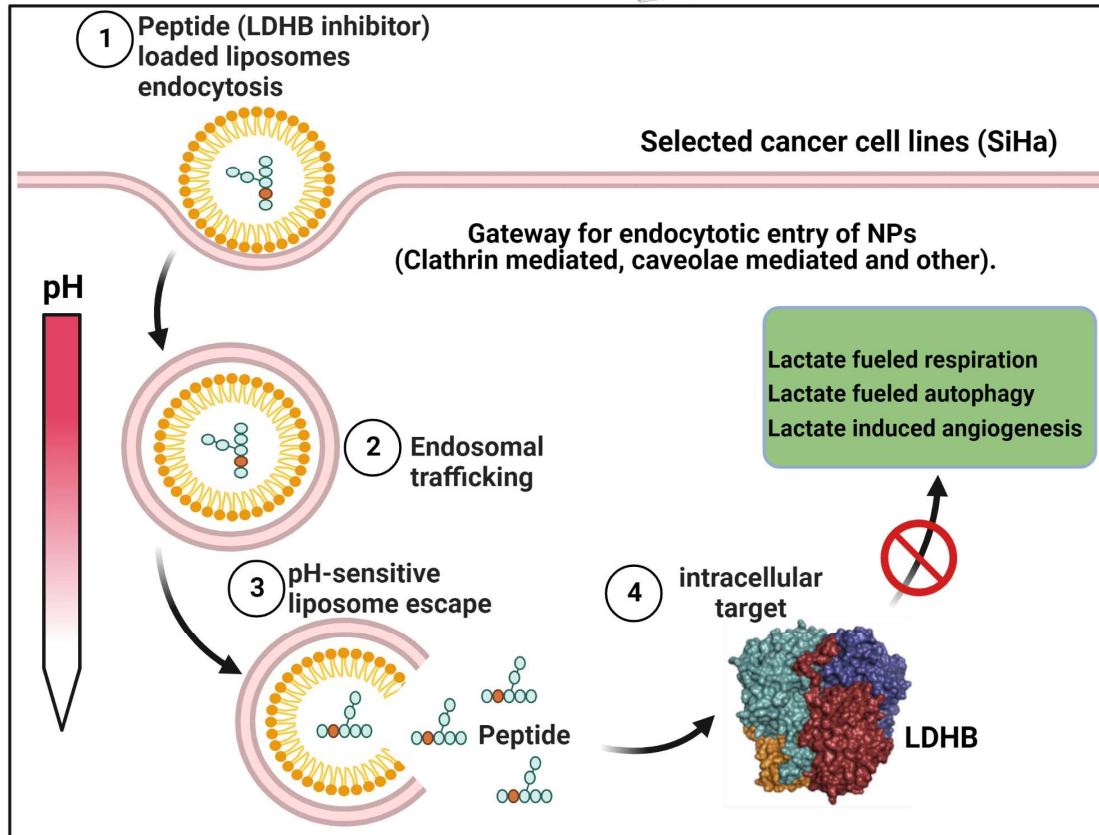 1
Peptide (LDHB inhibitor)
loaded liposomes
endocytosis
Selected cancer cell lines (SiHa)
Gateway for endocytotic entry of NPs
(Clathrin mediated, caveolae mediated and other).
pH
Lactate fueled respiration
Lactate fueled autophagy
Lactate induced angiogenesis
2
Endosomal
trafficking
3
pH-sensitive
liposome escape
4
intracellular
target
Peptide
LDHB